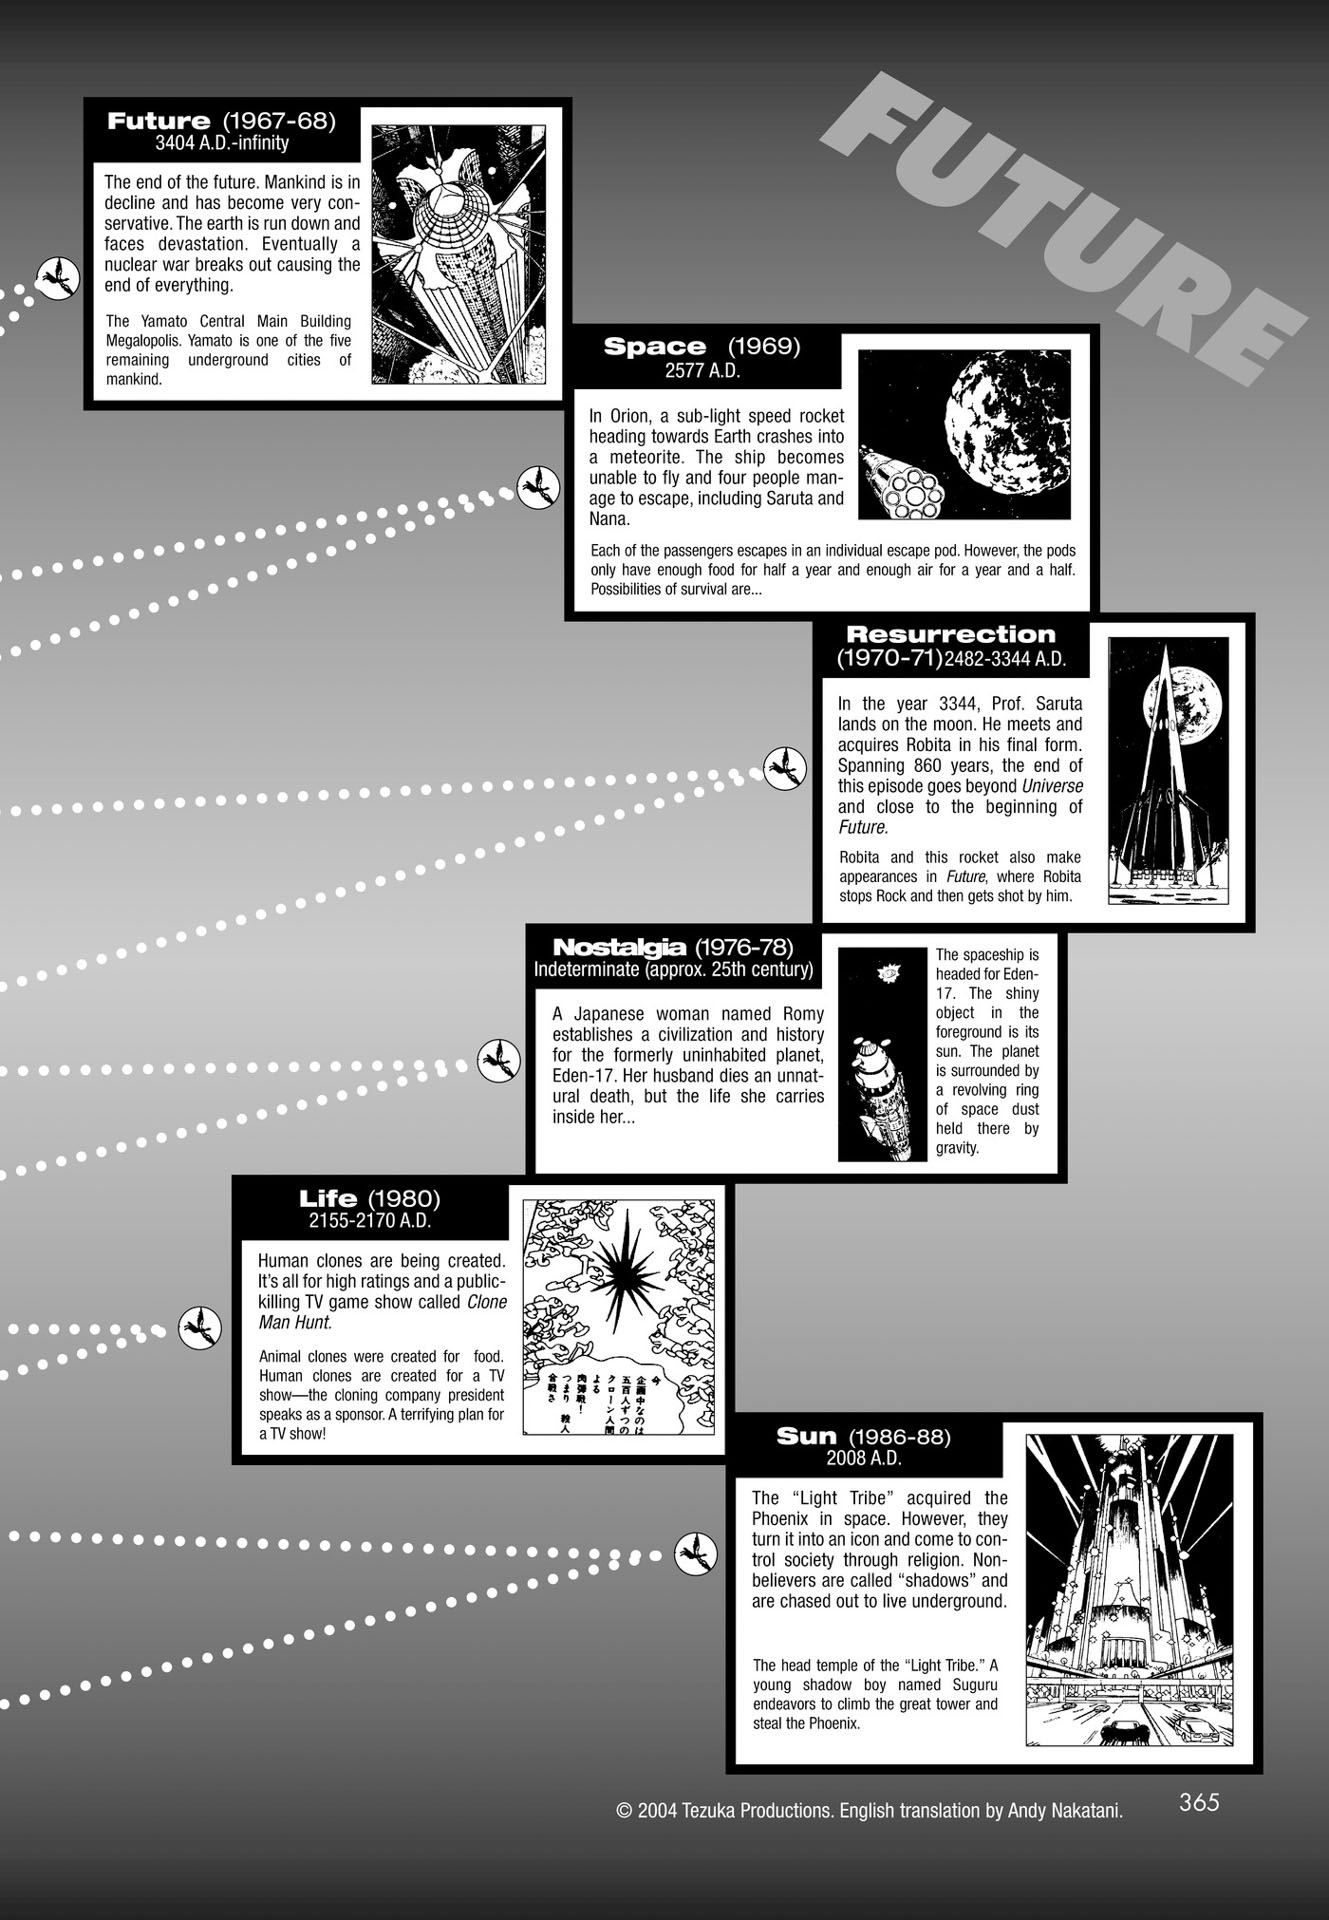 FUTURE
Future (1967-68)
3404 A.D.-infinity
The end of the future. Mankind is in
decline and has become very con-
servative. The earth is run down and
faces devastation. Eventually a
nuclear war breaks out causing the
end of everything.
The Yamato Central Main Building
Megalopolis. Yamato is one of the five
remaining underground cities of
mankind.
Space (1969)
2577 A.D.
In Orion, a sub-light speed rocket
heading towards Earth crashes into
a meteorite. The ship becomes
unable to fly and four people man-
age to escape, including Saruta and
Nana.
Each of the passengers escapes in an individual escape pod. However, the pods
only have enough food for half a year and enough air for a year and a half.
Possibilities of survival are...
Resurrection
(1970-71) 2482-3344 A.D.
In the year 3344, Prof. Saruta
lands on the moon. He meets and
acquires Robita in his final form.
Spanning 860 years, the end of
this episode goes beyond Universe
and close to the beginning of
Future.
Robita and this rocket also make
appearances in Future, where Robita
stops Rock and then gets shot by him.
Nostalgia (1976-78)
Indeterminate (approx. 25th century)
A Japanese woman named Romy
establishes a civilization and history
for the formerly uninhabited planet,
Eden-17. Her husband dies an unnat-
ural death, but the life she carries
inside her...
The spaceship is
headed for Eden-
17. The shiny
object in the
foreground is its
sun. The planet
is surrounded by
a revolving ring
of space dust
held there by
gravity.
Life (1980)
2155-2170 A.D.
Human clones are being created.
It's all for high ratings and a public-
killing TV game show called Clone
Man Hunt.
Animal clones were created for food.
Human clones are created for a TV
show—the cloning company president
speaks as a sponsor. A terrifying plan for
a TV show!
今
企画中なのは
五百人ずつの
クローン人間
よる
肉弾戦！
つまり 殺人
合戦さ
Sun (1986-88)
2008 A.D.
The “Light Tribe” acquired the
Phoenix in space. However, they
turn it into an icon and come to con-
trol society through religion. Non-
believers are called “shadows” and
are chased out to live underground.
The head temple of the “Light Tribe.” A
young shadow boy named Suguru
endeavors to climb the great tower and
steal the Phoenix.
© 2004 Tezuka Productions. English translation by Andy Nakatani.
365